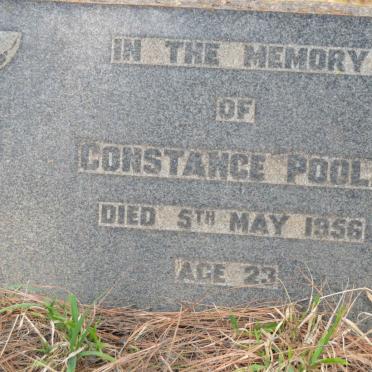 IN THE MEMORY
OF
CONSTANCE POOL
DIED 5TH MAY 1956
AGE 23